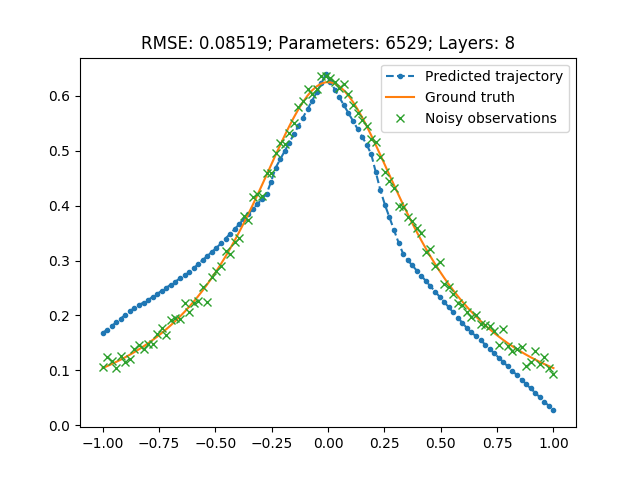 RMSE: 0.08519; Parameters: 6529; Layers: 8
Predicted trajectory
Ground truth
Noisy observations
0.6
0.5
0.4
0.3
0.2
0.1
0.0
−1.00 −0.75 −0.50 −0.25 0.00 0.25 0.50 0.75 1.00